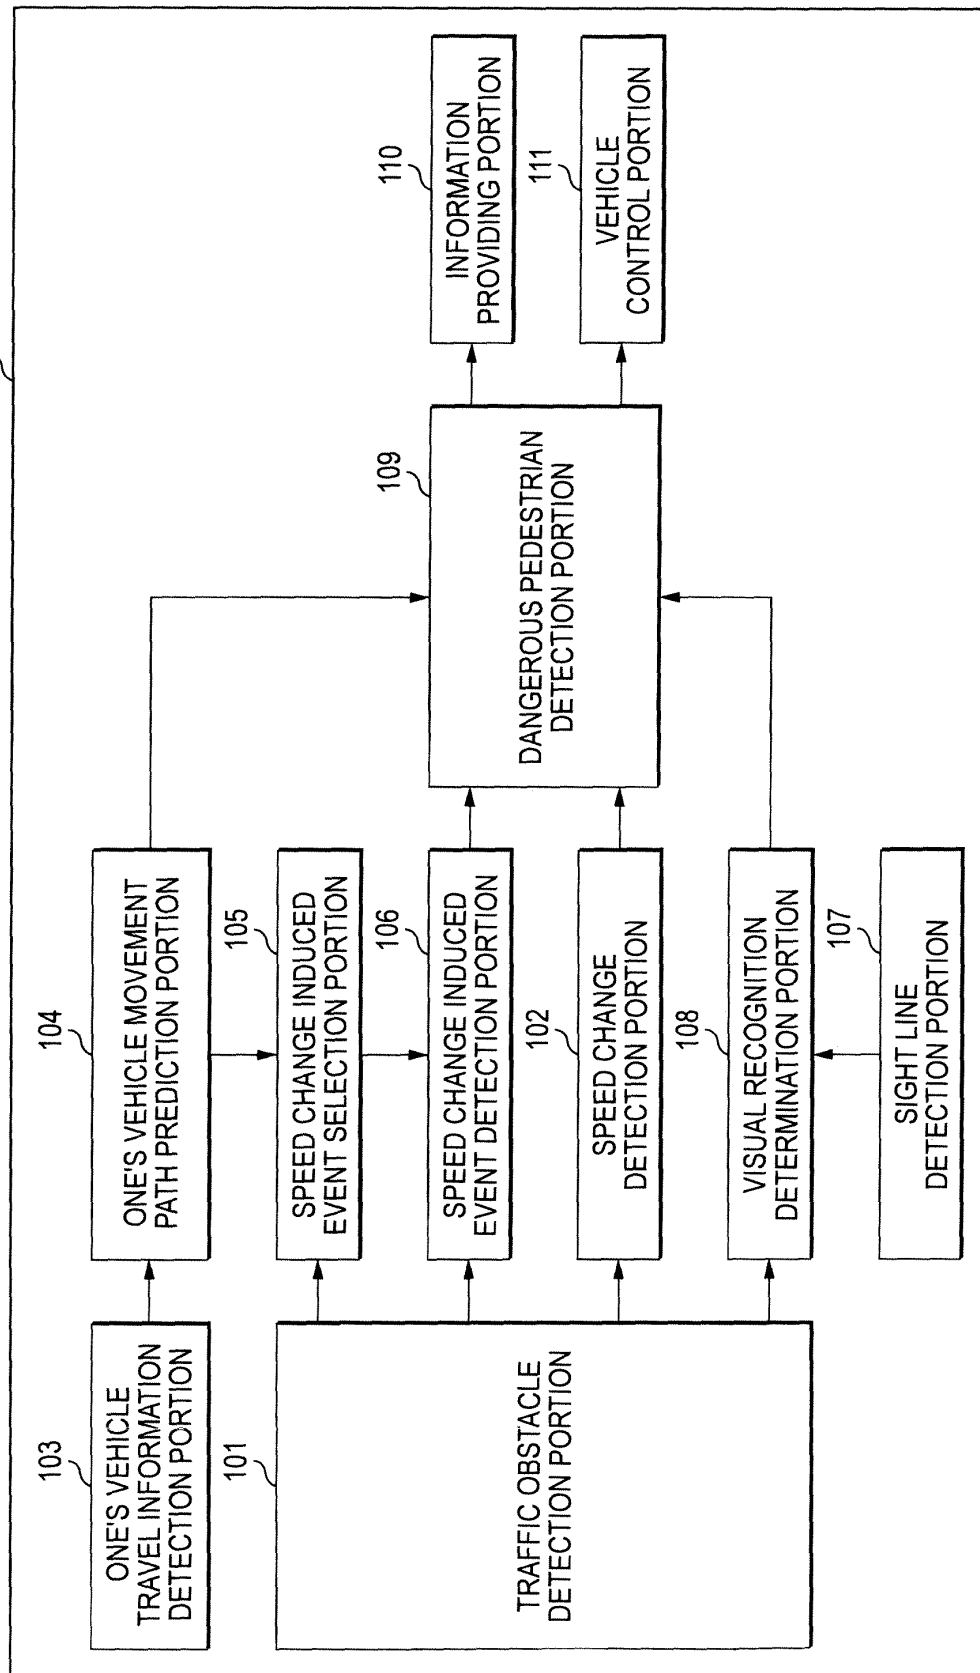 103
ONE'S VEHICLE
TRAVEL INFORMATION
DETECTION PORTION
101
TRAFFIC OBSTACLE
DETECTION PORTION
104
ONE'S VEHICLE MOVEMENT
PATH PREDICTION PORTION
105
SPEED CHANGE INDUCED
EVENT SELECTION PORTION
106
SPEED CHANGE INDUCED
EVENT DETECTION PORTION
102
SPEED CHANGE
DETECTION PORTION
108
VISUAL RECOGNITION
DETERMINATION PORTION
107
SIGHT LINE
DETECTION PORTION
109
DANGEROUS PEDESTRIAN
DETECTION PORTION
110
INFORMATION
PROVIDING PORTION
111
VEHICLE
CONTROL PORTION